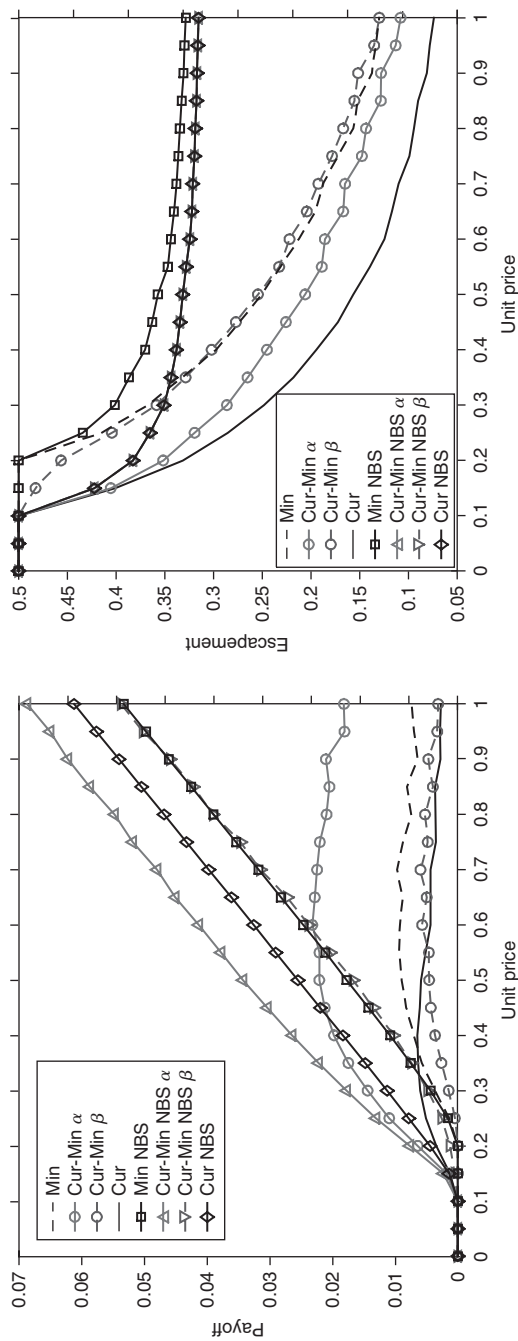 0.07
0.06
0.05
0.04
0.03
0.02
0.01
0
Payoff
Min
Cur-Min α
Cur-Min β
Cur
Min NBS
Cur-Min NBS α
Cur-Min NBS β
Cur NBS
0 0.1 0.2 0.3 0.4 0.5 0.6 0.7 0.8 0.9 1
Unit price
0.5
0.45
0.4
0.35
0.3
0.25
0.2
0.15
0.1
0.05
Escapement
Min
Cur-Min α
Cur-Min β
Cur
Min NBS
Cur-Min NBS α
Cur-Min NBS β
Cur NBS
0 0.1 0.2 0.3 0.4 0.5 0.6 0.7 0.8 0.9 1
Unit price